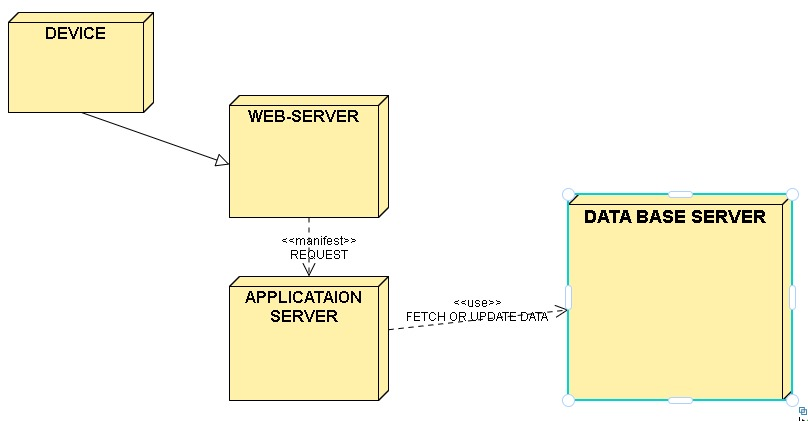 DEVICE
WEB-SERVER
<<manifest>>
REQUEST
APPLICATAION
SERVER
<<use>>
FETCH OR UPDATE DATA
DATA BASE SERVER